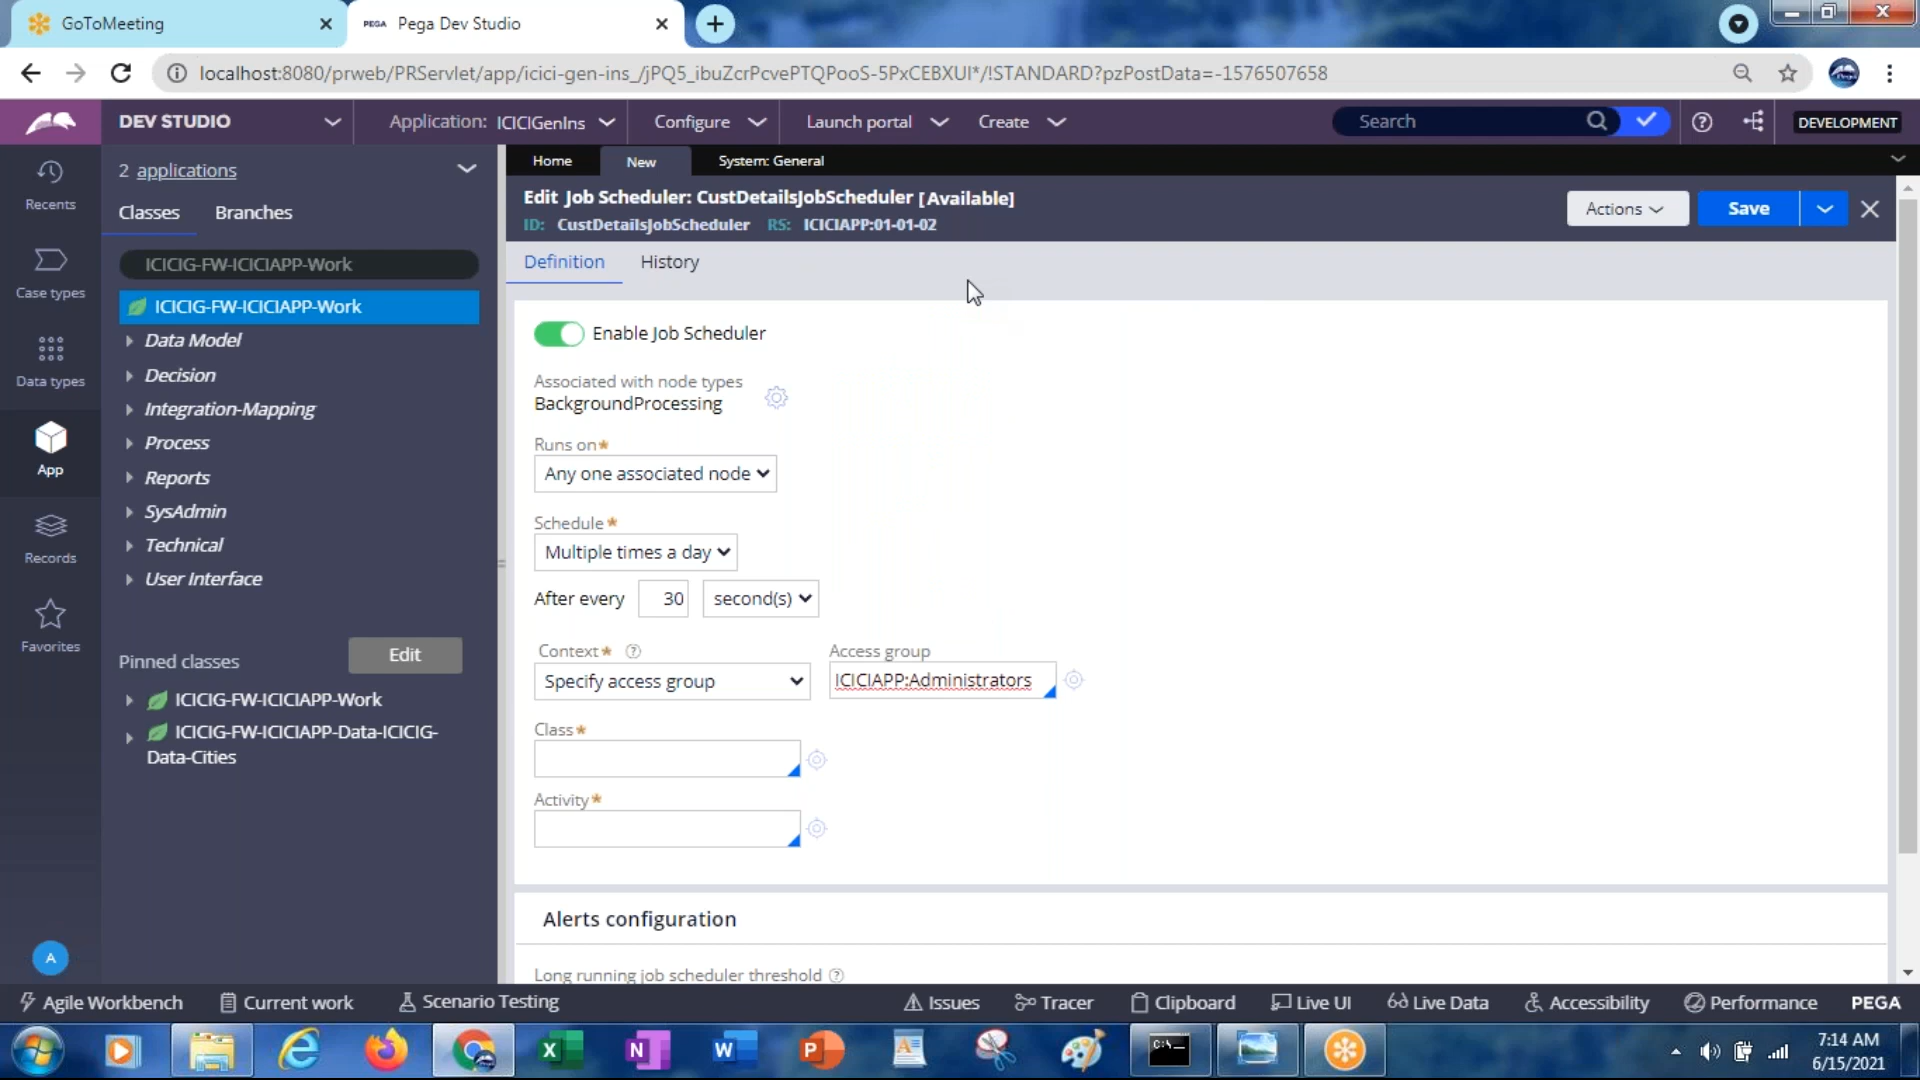 GoToMeeting
PEGA Pega Dev Studio
localhost:8080/prweb/PRServlet/app/icici-gen-ins_/jPQ5_ibuZcrPcvePTQPooS-5PxCEBXUI*/!STANDARD?pzPostData=-1576507658
DEV STUDIO
Application: ICICIGenIns
Configure
Launch portal
Create
Search
DEVELOPMENT
Recents
Case types
Data types
App
Records
Favorites
A
2 applications
Classes Branches
ICICIG-FW-ICICIAPP-Work
ICICIG-FW-ICICIAPP-Work
Data Model
Decision
Integration-Mapping
Process
Reports
SysAdmin
Technical
User Interface
Pinned classes Edit
ICICIG-FW-ICICIAPP-Work
ICICIG-FW-ICICIAPP-Data-ICICIG-
Data-Cities
Home New System: General
Edit Job Scheduler: CustDetailsJobScheduler [Available]
ID: CustDetailsJobScheduler RS: ICICIAPP:01-01-02
Actions Save
Definition History
Enable Job Scheduler
Associated with node types
BackgroundProcessing
Runs on*
Any one associated node
Schedule*
Multiple times a day
After every 30 second(s)
Context* Access group
Specify access group ICICIAPP:Administrators
Class*
Activity*
Alerts configuration
Long running job scheduler threshold
Agile Workbench Current work Scenario Testing Issues Tracer Clipboard Live UI Live Data Accessibility Performance PEGA
7:14 AM
6/15/2021